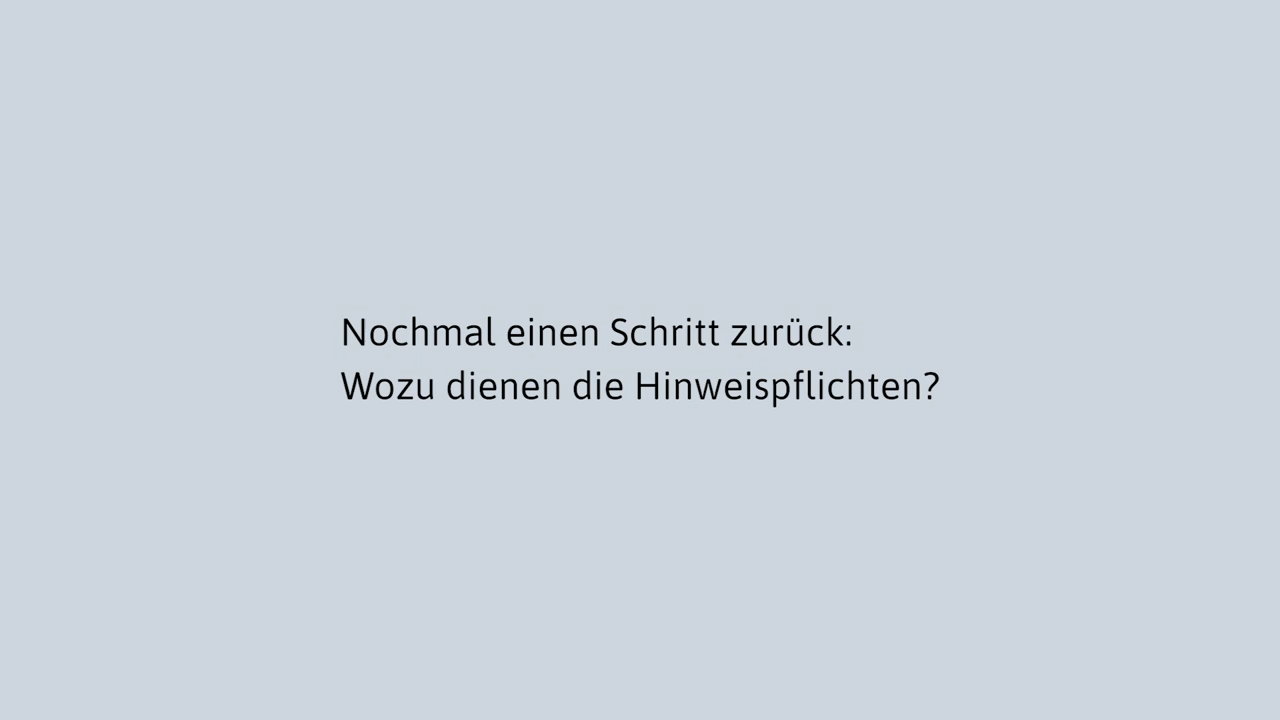 Nochmal einen Schritt zurück:
Wozu dienen die Hinweispflichten?